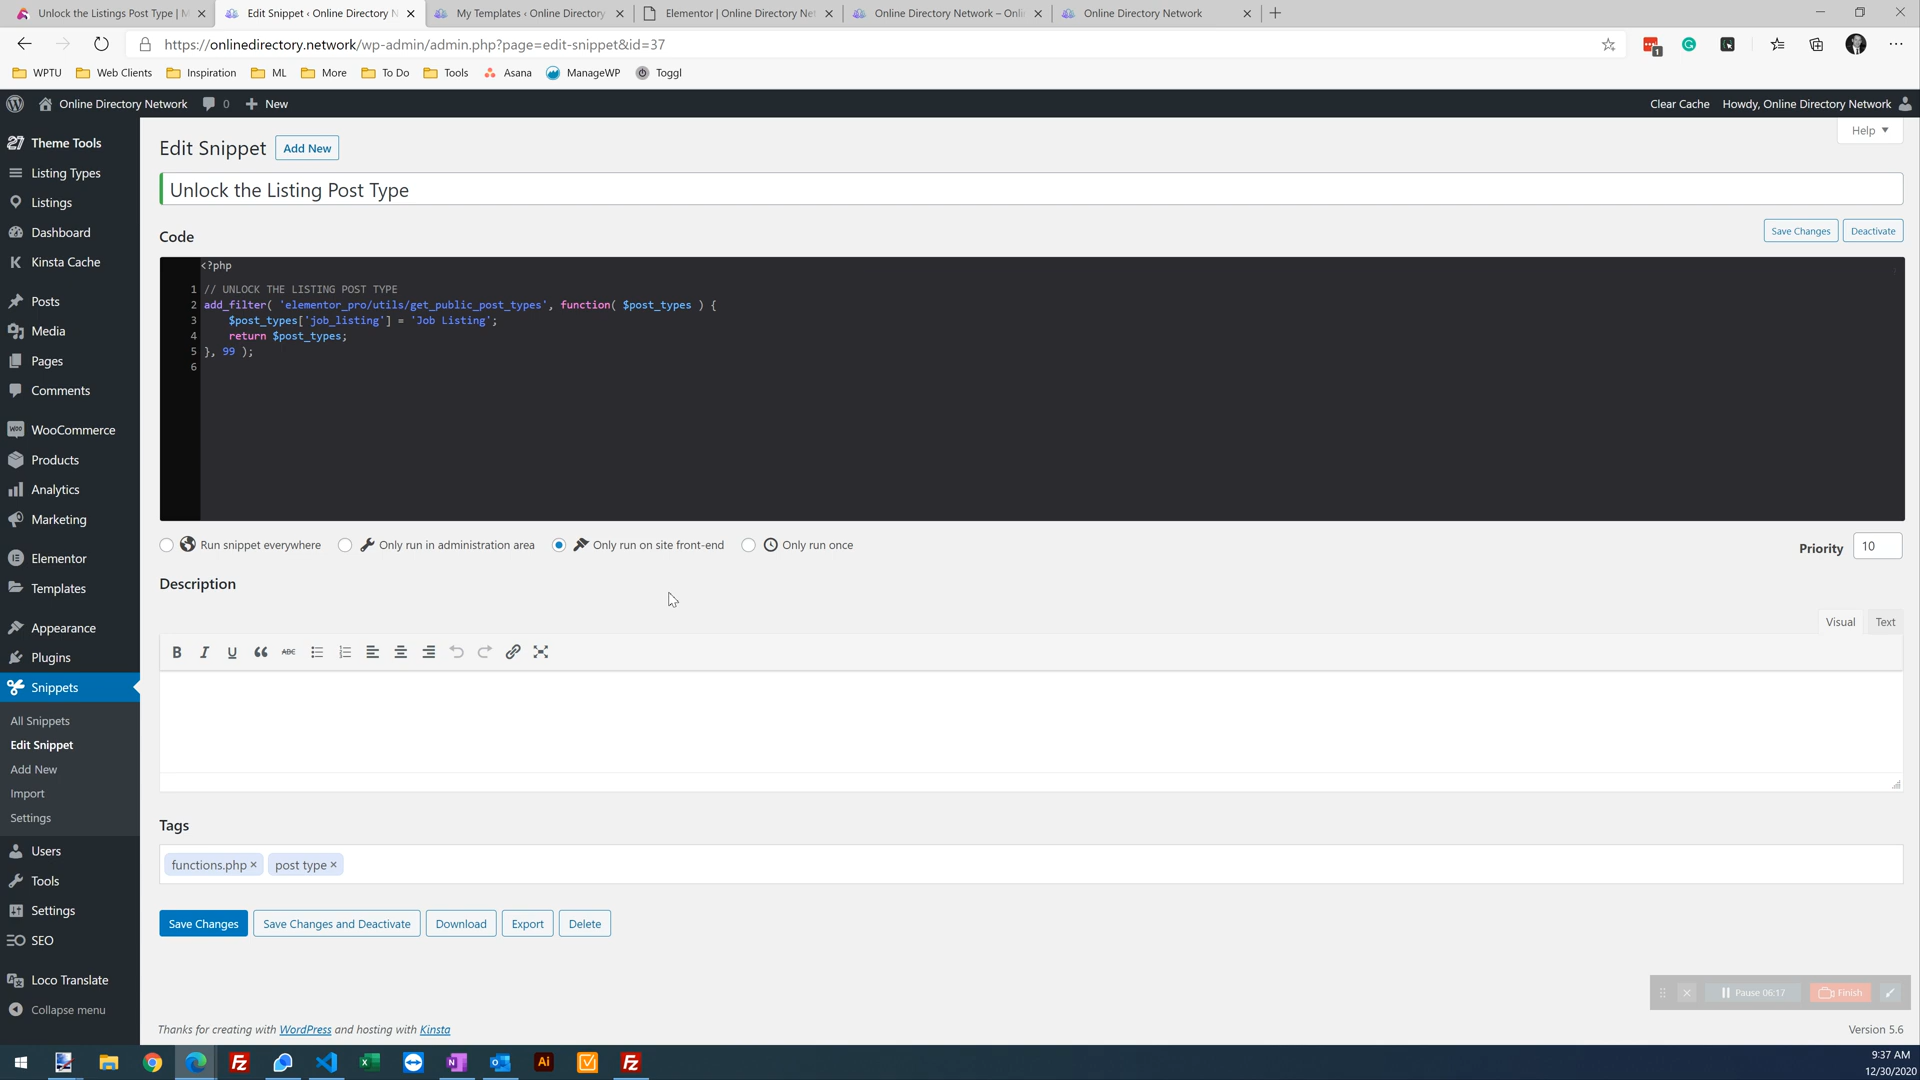 Unlock the Listings Post Type | M
Edit Snippet ‹ Online Directory N
My Templates ‹ Online Directory
Elementor | Online Directory Net
Online Directory Network – Onli
Online Directory Network
https://onlinedirectory.network/wp-admin/admin.php?page=edit-snippet&id=37
1
WPTU
Web Clients
Inspiration
ML
More
To Do
Tools
Asana
ManageWP
Toggl
Online Directory Network
0
New
Clear Cache
Howdy, Online Directory Network
Theme Tools
Listing Types
Listings
Dashboard
Kinsta Cache
Posts
Media
Pages
Comments
WooCommerce
Products
Analytics
Marketing
Elementor
Templates
Appearance
Plugins
Snippets
All Snippets
Edit Snippet
Add New
Import
Settings
Users
Tools
Settings
SEO
Loco Translate
Collapse menu
Help
Edit Snippet
Add New
Unlock the Listing Post Type
Code
Save Changes
Deactivate
<?php
1 // UNLOCK THE LISTING POST TYPE
2 add_filter( 'elementor_pro/utils/get_public_post_types', function( $post_types ) {
3 $post_types['job_listing'] = 'Job Listing';
4 return $post_types;
5 }, 99 );
6
Run snippet everywhere
Only run in administration area
Only run on site front-end
Only run once
Priority
10
Description
Visual
Text
B I U ABC
Tags
functions.php ×
post type ×
Save Changes
Save Changes and Deactivate
Download
Export
Delete
Pause 06:17
Finish
Thanks for creating with WordPress and hosting with Kinsta
Version 5.6
9:37 AM
12/30/2020